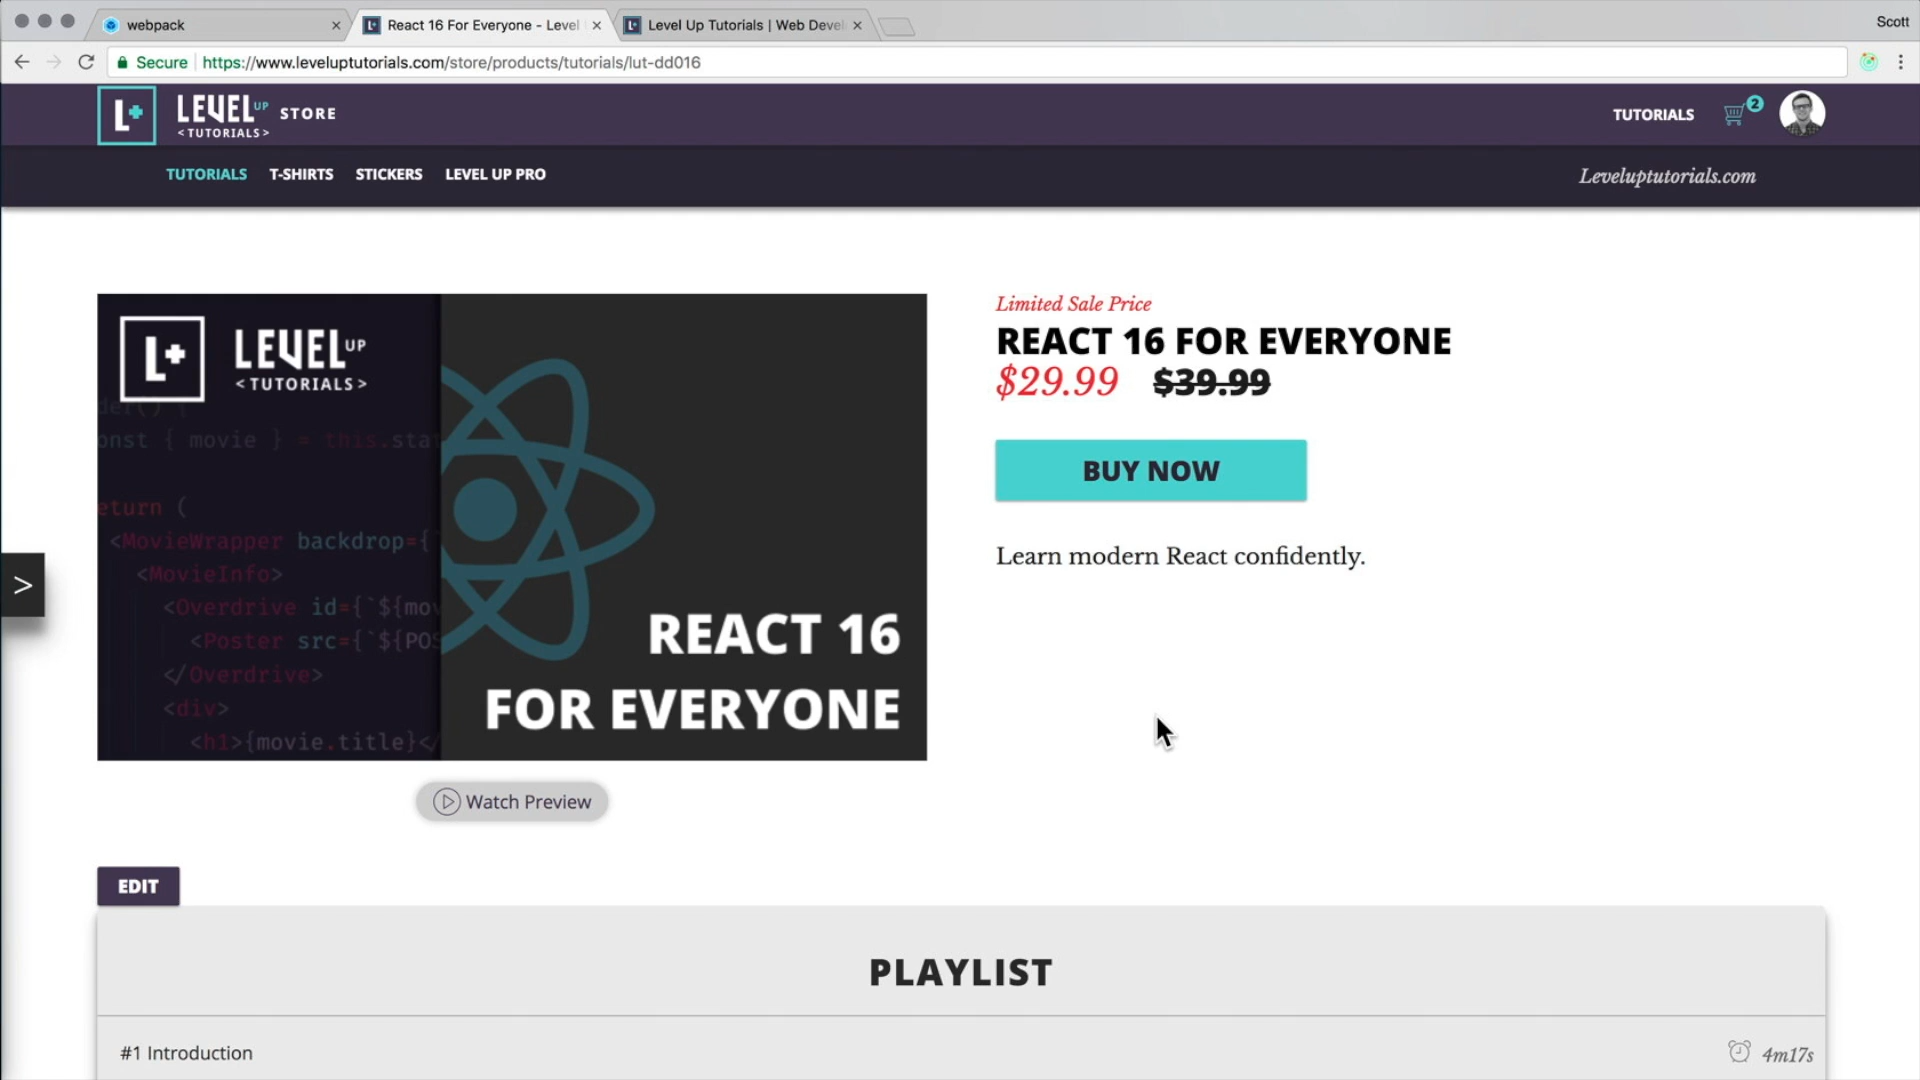 webpack
React 16 For Everyone - Level
Level Up Tutorials | Web Devel
Scott
Secure https://www.leveluptutorials.com/store/products/tutorials/lut-dd016
L+ LEVEL UP <TUTORIALS> STORE
TUTORIALS 2
TUTORIALS T-SHIRTS STICKERS LEVEL UP PRO
Leveluptutorials.com
L+ LEVEL UP
<TUTORIALS>
der() {
onst { movie } = this.stat
eturn (
<MovieWrapper backdrop={`
<MovieInfo>
<Overdrive id={`${mov
<Poster src={`${POS
</Overdrive>
<div>
<h1>{movie.title}</
REACT 16
FOR EVERYONE
Watch Preview
Limited Sale Price
REACT 16 FOR EVERYONE
$29.99 $39.99
BUY NOW
Learn modern React confidently.
>
EDIT
PLAYLIST
#1 Introduction 4m17s